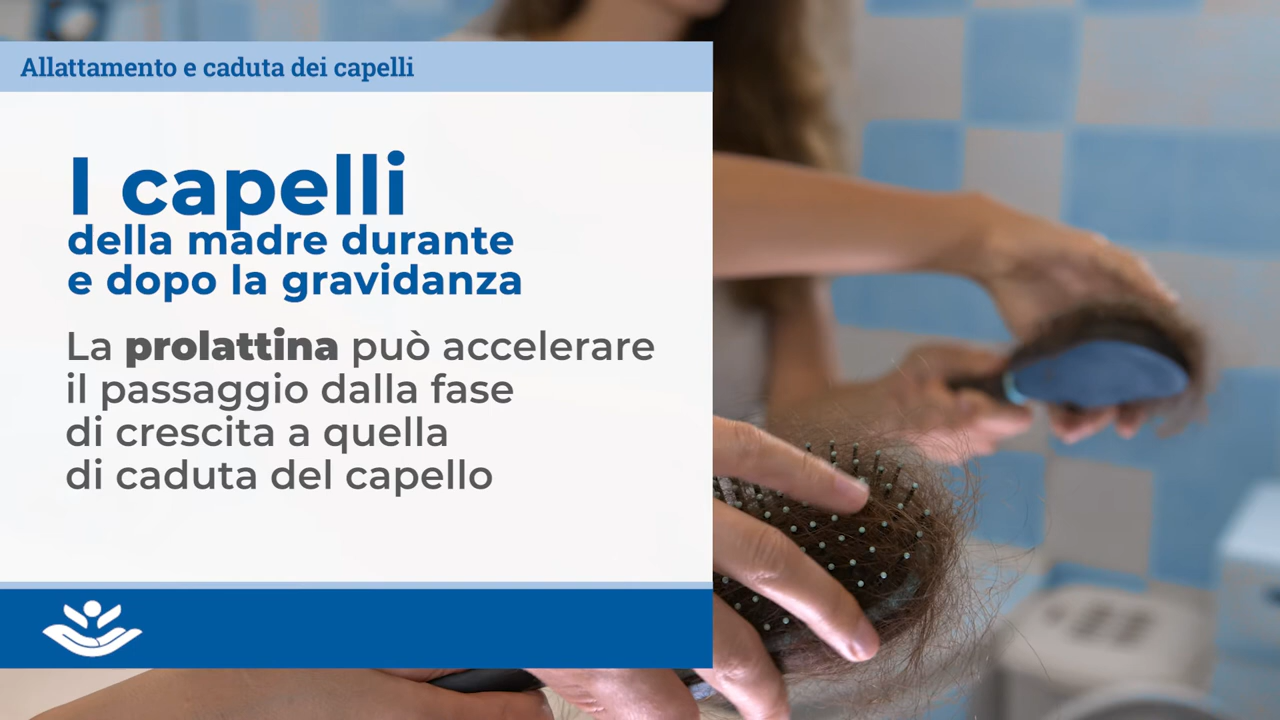 Allattamento e caduta dei capelli
I capelli
della madre durante
e dopo la gravidanza
La prolattina può accelerare
il passaggio dalla fase
di crescita a quella
di caduta del capello